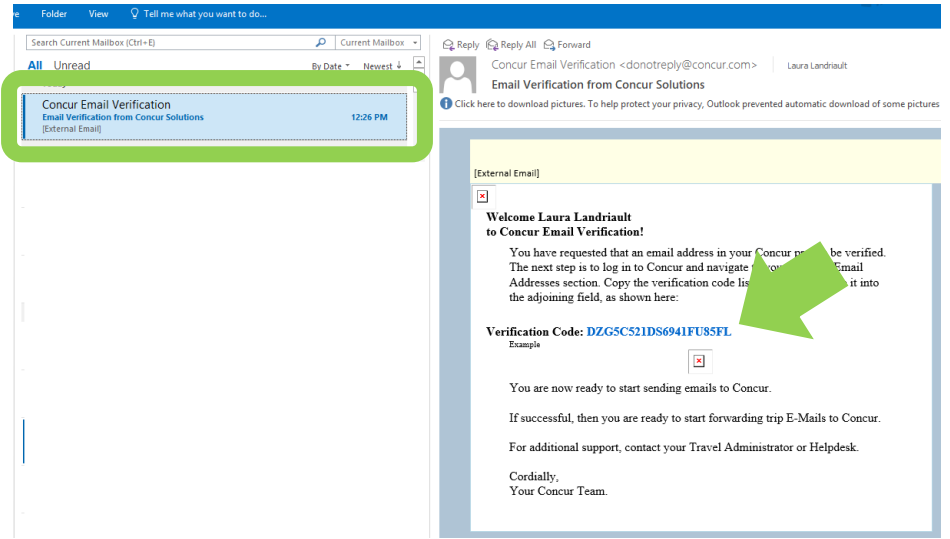 Folder View Tell me what you want to do...
Search Current Mailbox (Ctrl+E) Current Mailbox
All Unread By Date Newest ↓
Concur Email Verification
Email Verification from Concur Solutions 12:26 PM
[External Email]
Reply Reply All Forward
Concur Email Verification <donotreply@concur.com> Laura Landriault
Email Verification from Concur Solutions
Click here to download pictures. To help protect your privacy, Outlook prevented automatic download of some pictures
[External Email]
Welcome Laura Landriault
to Concur Email Verification!
You have requested that an email address in your Concur be verified.
The next step is to log in to Concur and navigate Email
Addresses section. Copy the verification code it into
the adjoining field, as shown here:
Verification Code: DZG5C521DS6941FU85FL
Example
You are now ready to start sending emails to Concur.
If successful, then you are ready to start forwarding trip E-Mails to Concur.
For additional support, contact your Travel Administrator or Helpdesk.
Cordially,
Your Concur Team.